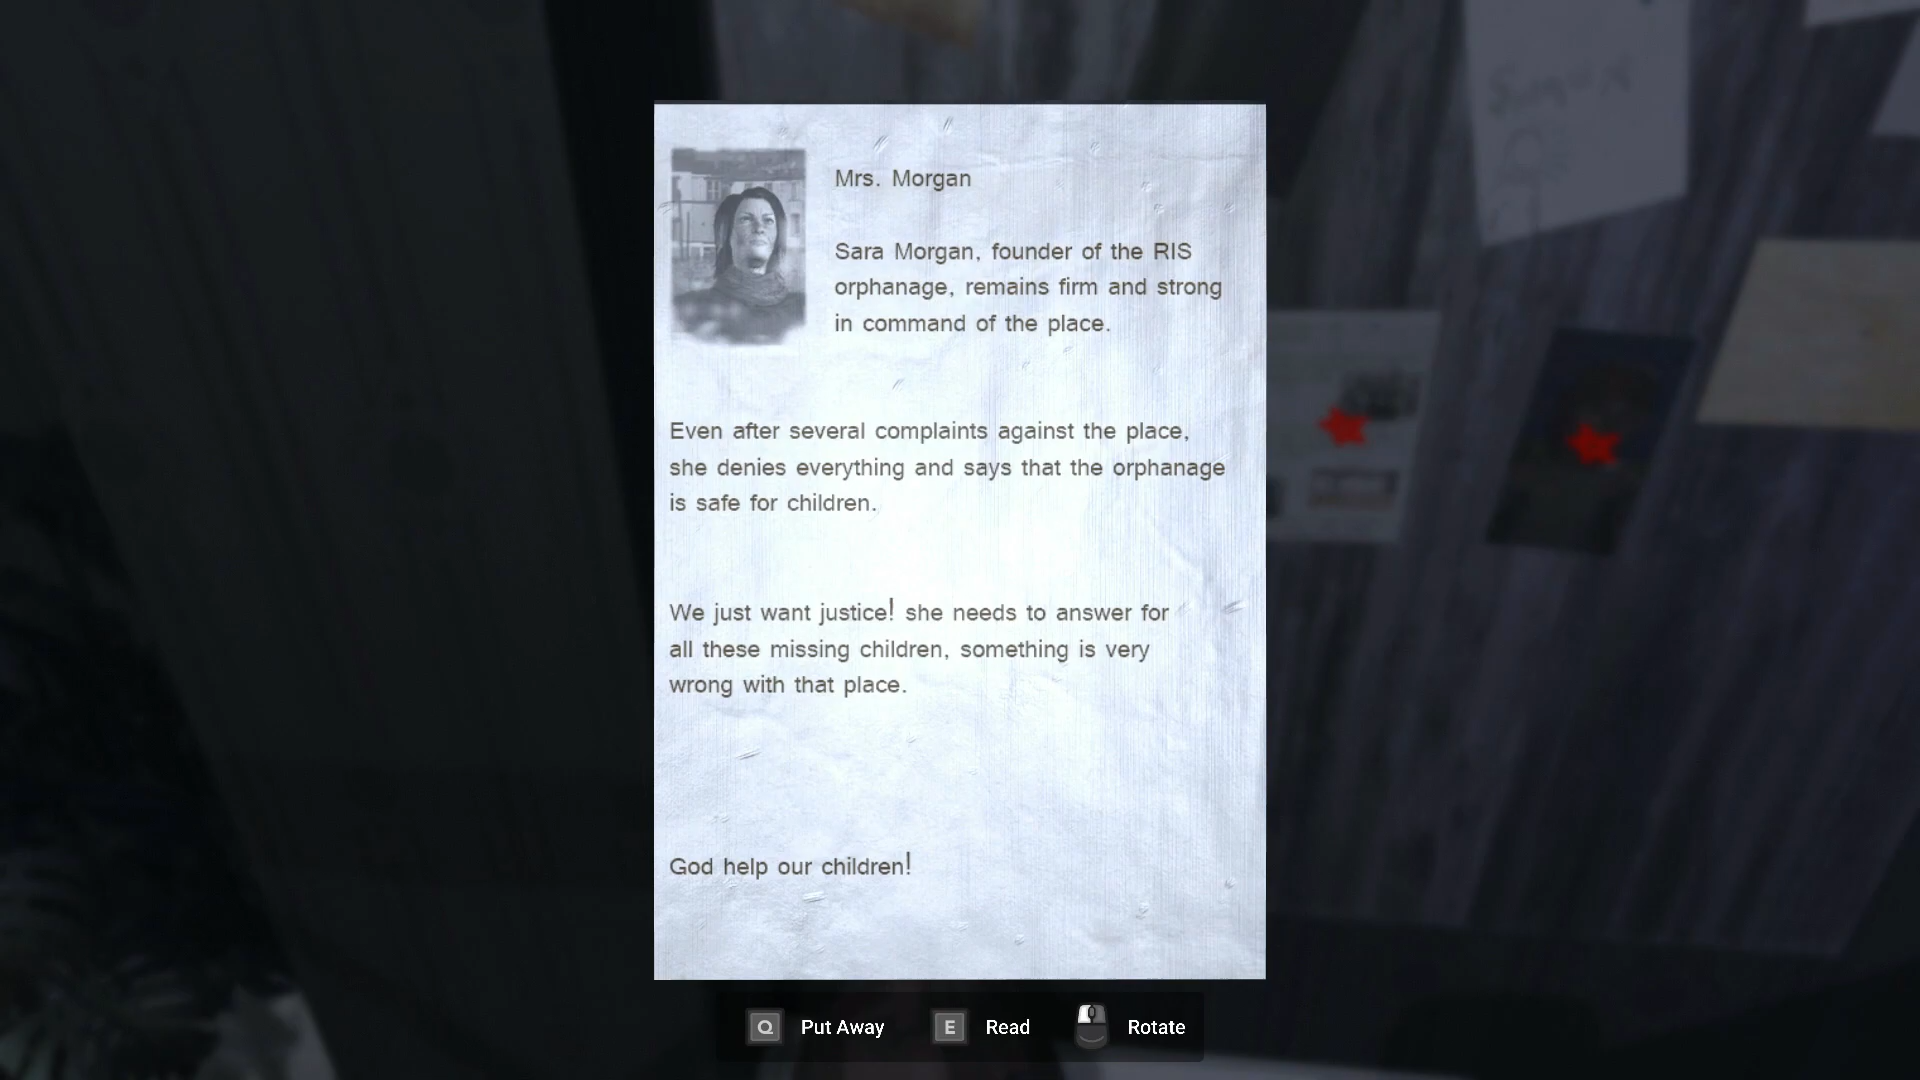 Mrs. Morgan
Sara Morgan, founder of the RIS
orphanage, remains firm and strong
in command of the place.
Even after several complaints against the place,
she denies everything and says that the orphanage
is safe for children.
We just want justice! she needs to answer for
all these missing children, something is very
wrong with that place.
God help our children!
Q Put Away E Read Rotate